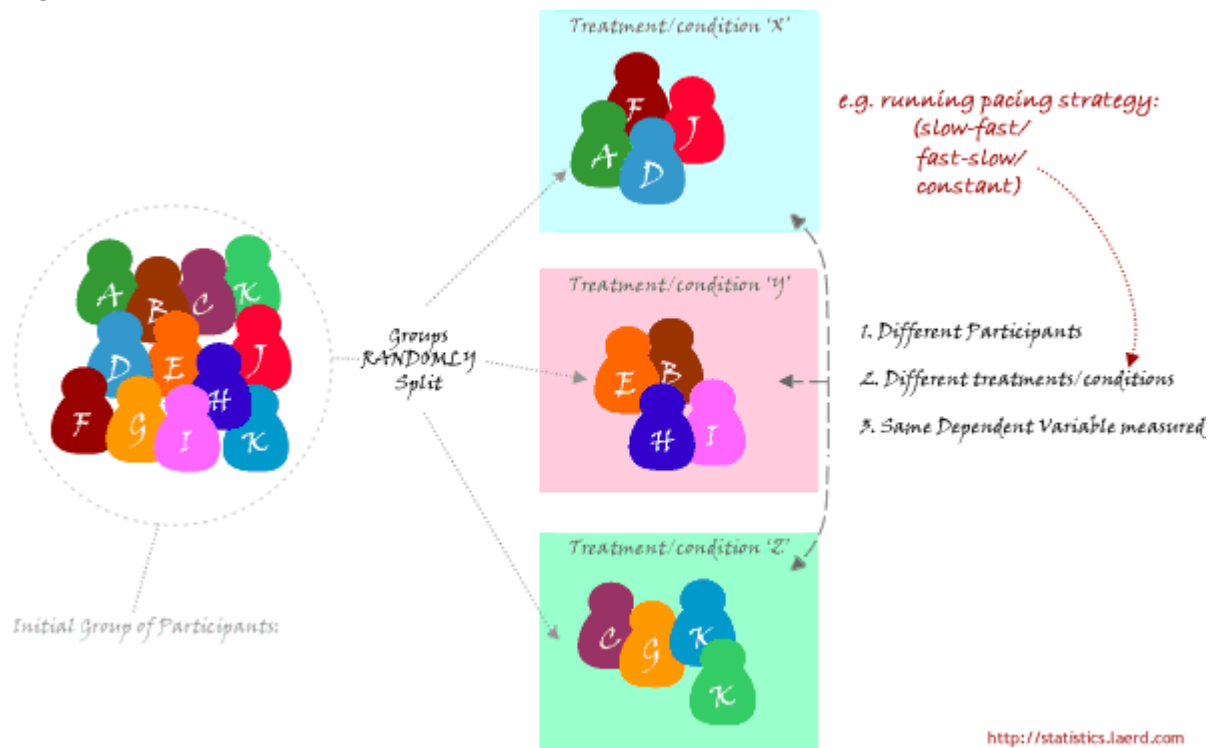 Treatment/condition 'X'
F
J
A
D
e.g. running pacing strategy:
(slow-fast/
fast-slow/
constant)
A
B
C
K
D
E
J
H
F
G
I
K
Groups
RANDOMLY
Split
Treatment/condition 'Y'
E
B
H
I
1. Different Participants
2. Different treatments/conditions
3. Same Dependent Variable measured
Treatment/condition 'Z'
C
G
K
K
Initial Group of Participants:
http://statistics.laerd.com